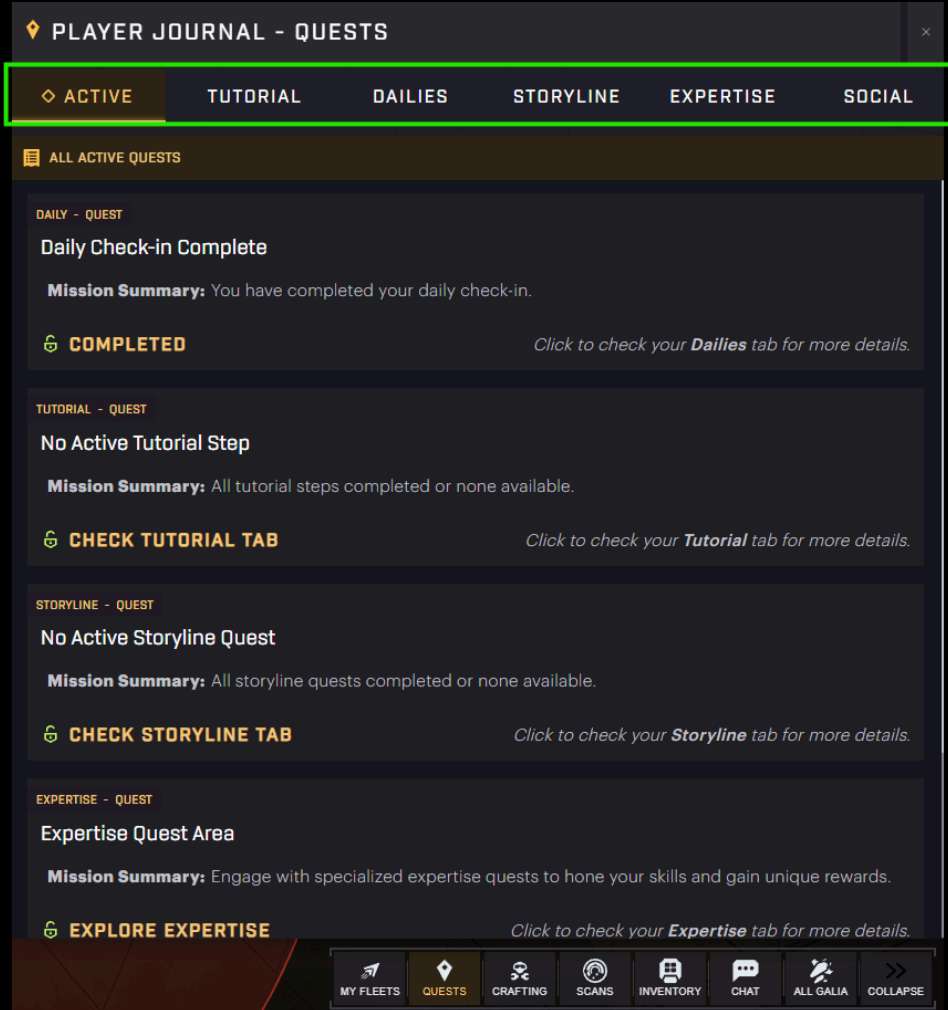 PLAYER JOURNAL - QUESTS
×
ACTIVE TUTORIAL DAILIES STORYLINE EXPERTISE SOCIAL
ALL ACTIVE QUESTS
DAILY - QUEST
Daily Check-in Complete
Mission Summary: You have completed your daily check-in.
COMPLETED Click to check your Dailies tab for more details.
TUTORIAL - QUEST
No Active Tutorial Step
Mission Summary: All tutorial steps completed or none available.
CHECK TUTORIAL TAB Click to check your Tutorial tab for more details.
STORYLINE - QUEST
No Active Storyline Quest
Mission Summary: All storyline quests completed or none available.
CHECK STORYLINE TAB Click to check your Storyline tab for more details.
EXPERTISE - QUEST
Expertise Quest Area
Mission Summary: Engage with specialized expertise quests to hone your skills and gain unique rewards.
EXPLORE EXPERTISE Click to check your Expertise tab for more details.
MY FLEETS QUESTS CRAFTING SCANS INVENTORY CHAT ALL GALIA COLLAPSE